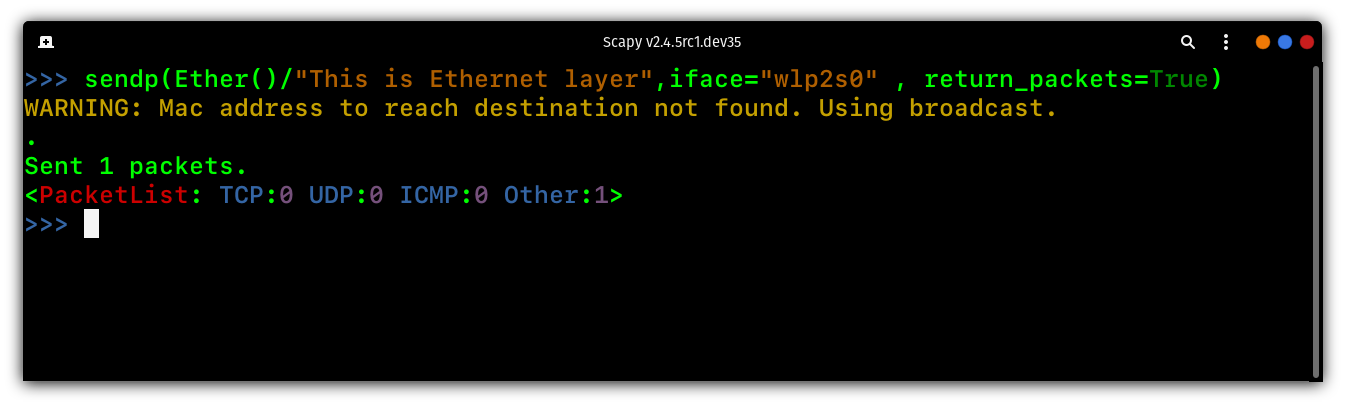 Scapy v2.4.5rc1.dev35
>>> sendp(Ether()/"This is Ethernet layer",iface="wlp2s0" , return_packets=True)
WARNING: Mac address to reach destination not found. Using broadcast.
.
Sent 1 packets.
<PacketList: TCP:0 UDP:0 ICMP:0 Other:1>
>>>